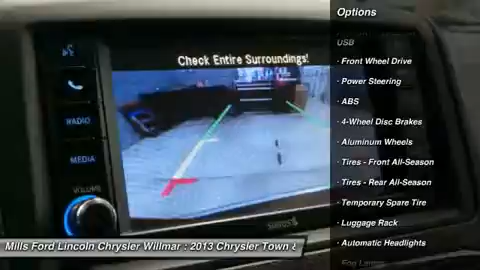 Options
USB
Check Entire Surroundings!
· Front Wheel Drive
· Power Steering
· ABS
· 4-Wheel Disc Brakes
· Aluminum Wheels
· Tires - Front All-Season
· Tires - Rear All-Season
· Temporary Spare Tire
· Luggage Rack
· Automatic Headlights
· Fog Lamps
RADIO
MEDIA
VOLUME
Mills Ford Lincoln Chrysler Willmar : 2013 Chrysler Town &